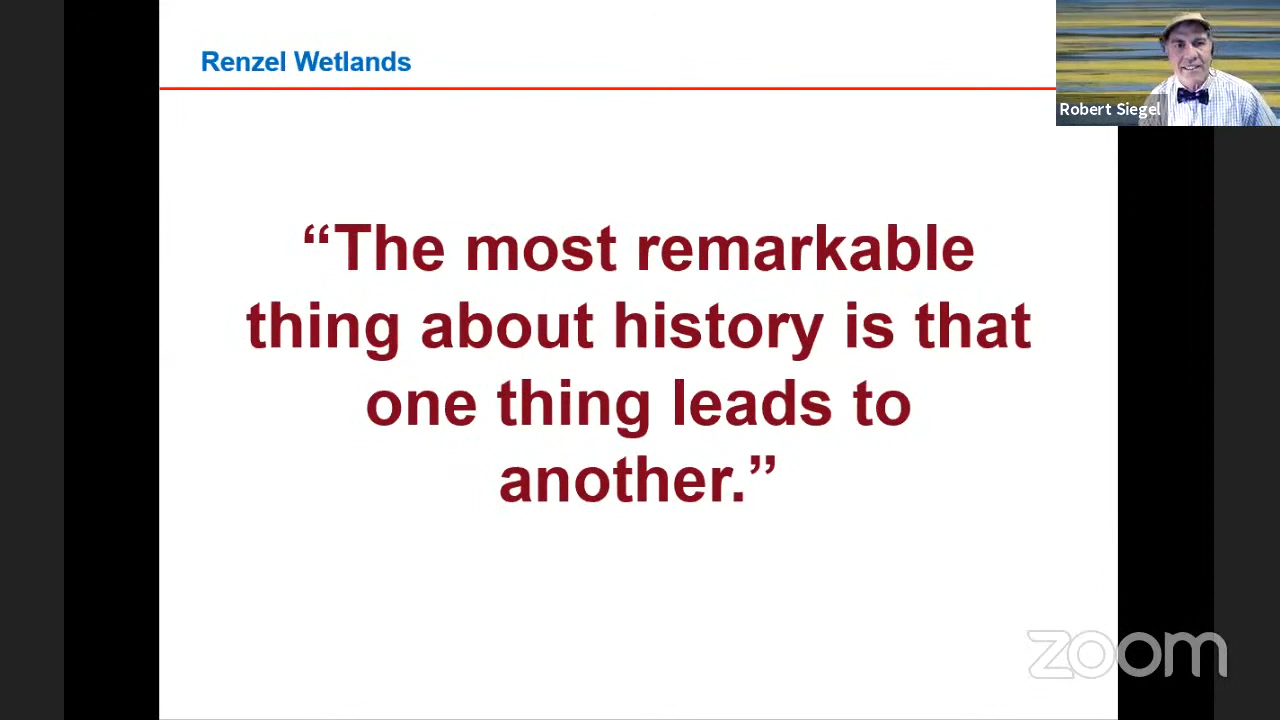 Renzel Wetlands
Robert Siegel
“The most remarkable
thing about history is that
one thing leads to
another.”
zoom